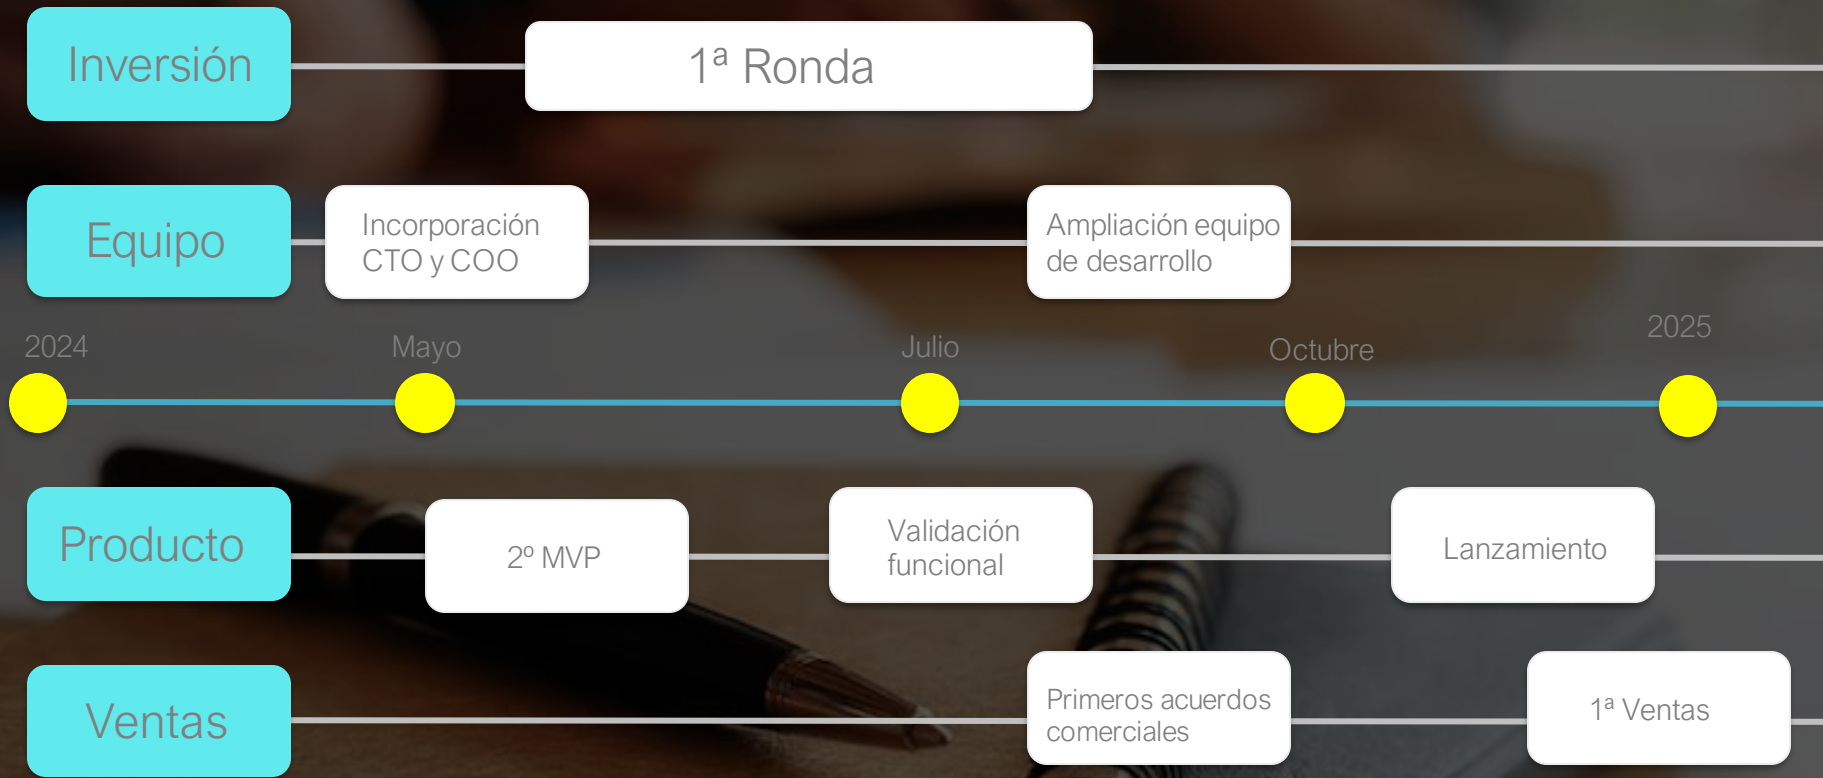 Inversión
1ª Ronda
Equipo
Incorporación
CTO y COO
Ampliación equipo
de desarrollo
2024
Mayo
Julio
Octubre
2025
Producto
2º MVP
Validación
funcional
Lanzamiento
Ventas
Primeros acuerdos
comerciales
1ª Ventas